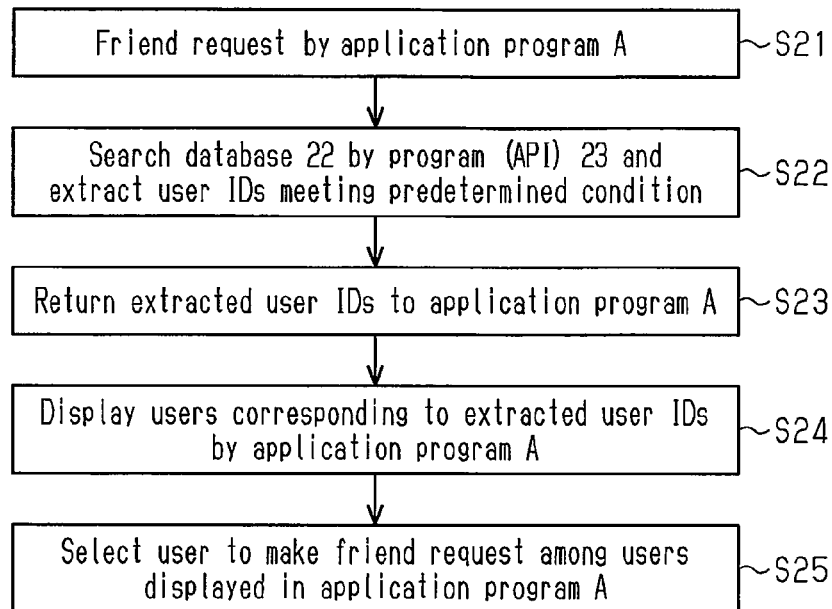 Friend request by application program A
S21
Search database 22 by program (API) 23 and
extract user IDs meeting predetermined condition
S22
Return extracted user IDs to application program A
S23
Display users corresponding to extracted user IDs
by application program A
S24
Select user to make friend request among users
displayed in application program A
S25